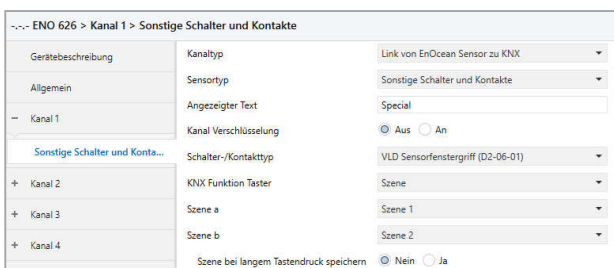 -.-.- ENO 626 > Kanal 1 > Sonstige Schalter und Kontakte
Gerätebeschreibung
Allgemein
− Kanal 1
Sonstige Schalter und Konta...
+ Kanal 2
+ Kanal 3
+ Kanal 4
Kanaltyp Link von EnOcean Sensor zu KNX
Sensortyp Sonstige Schalter und Kontakte
Angezeigter Text Special
Kanal Verschlüsselung Aus An
Schalter-/Kontakttyp VLD Sensorfenstergriff (D2-06-01)
KNX Funktion Taster Szene
Szene a Szene 1
Szene b Szene 2
Szene bei langem Tastendruck speichern Nein Ja